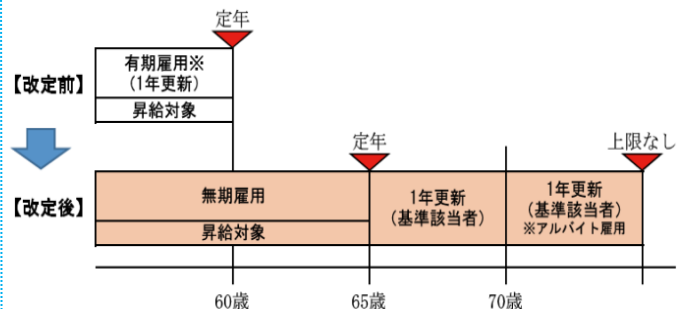 定年
【改定前】
有期雇用※
(1年更新)
昇給対象
定年
上限なし
【改定後】
無期雇用
昇給対象
1年更新
(基準該当者)
1年更新
(基準該当者)
※アルバイト雇用
60歳
65歳
70歳